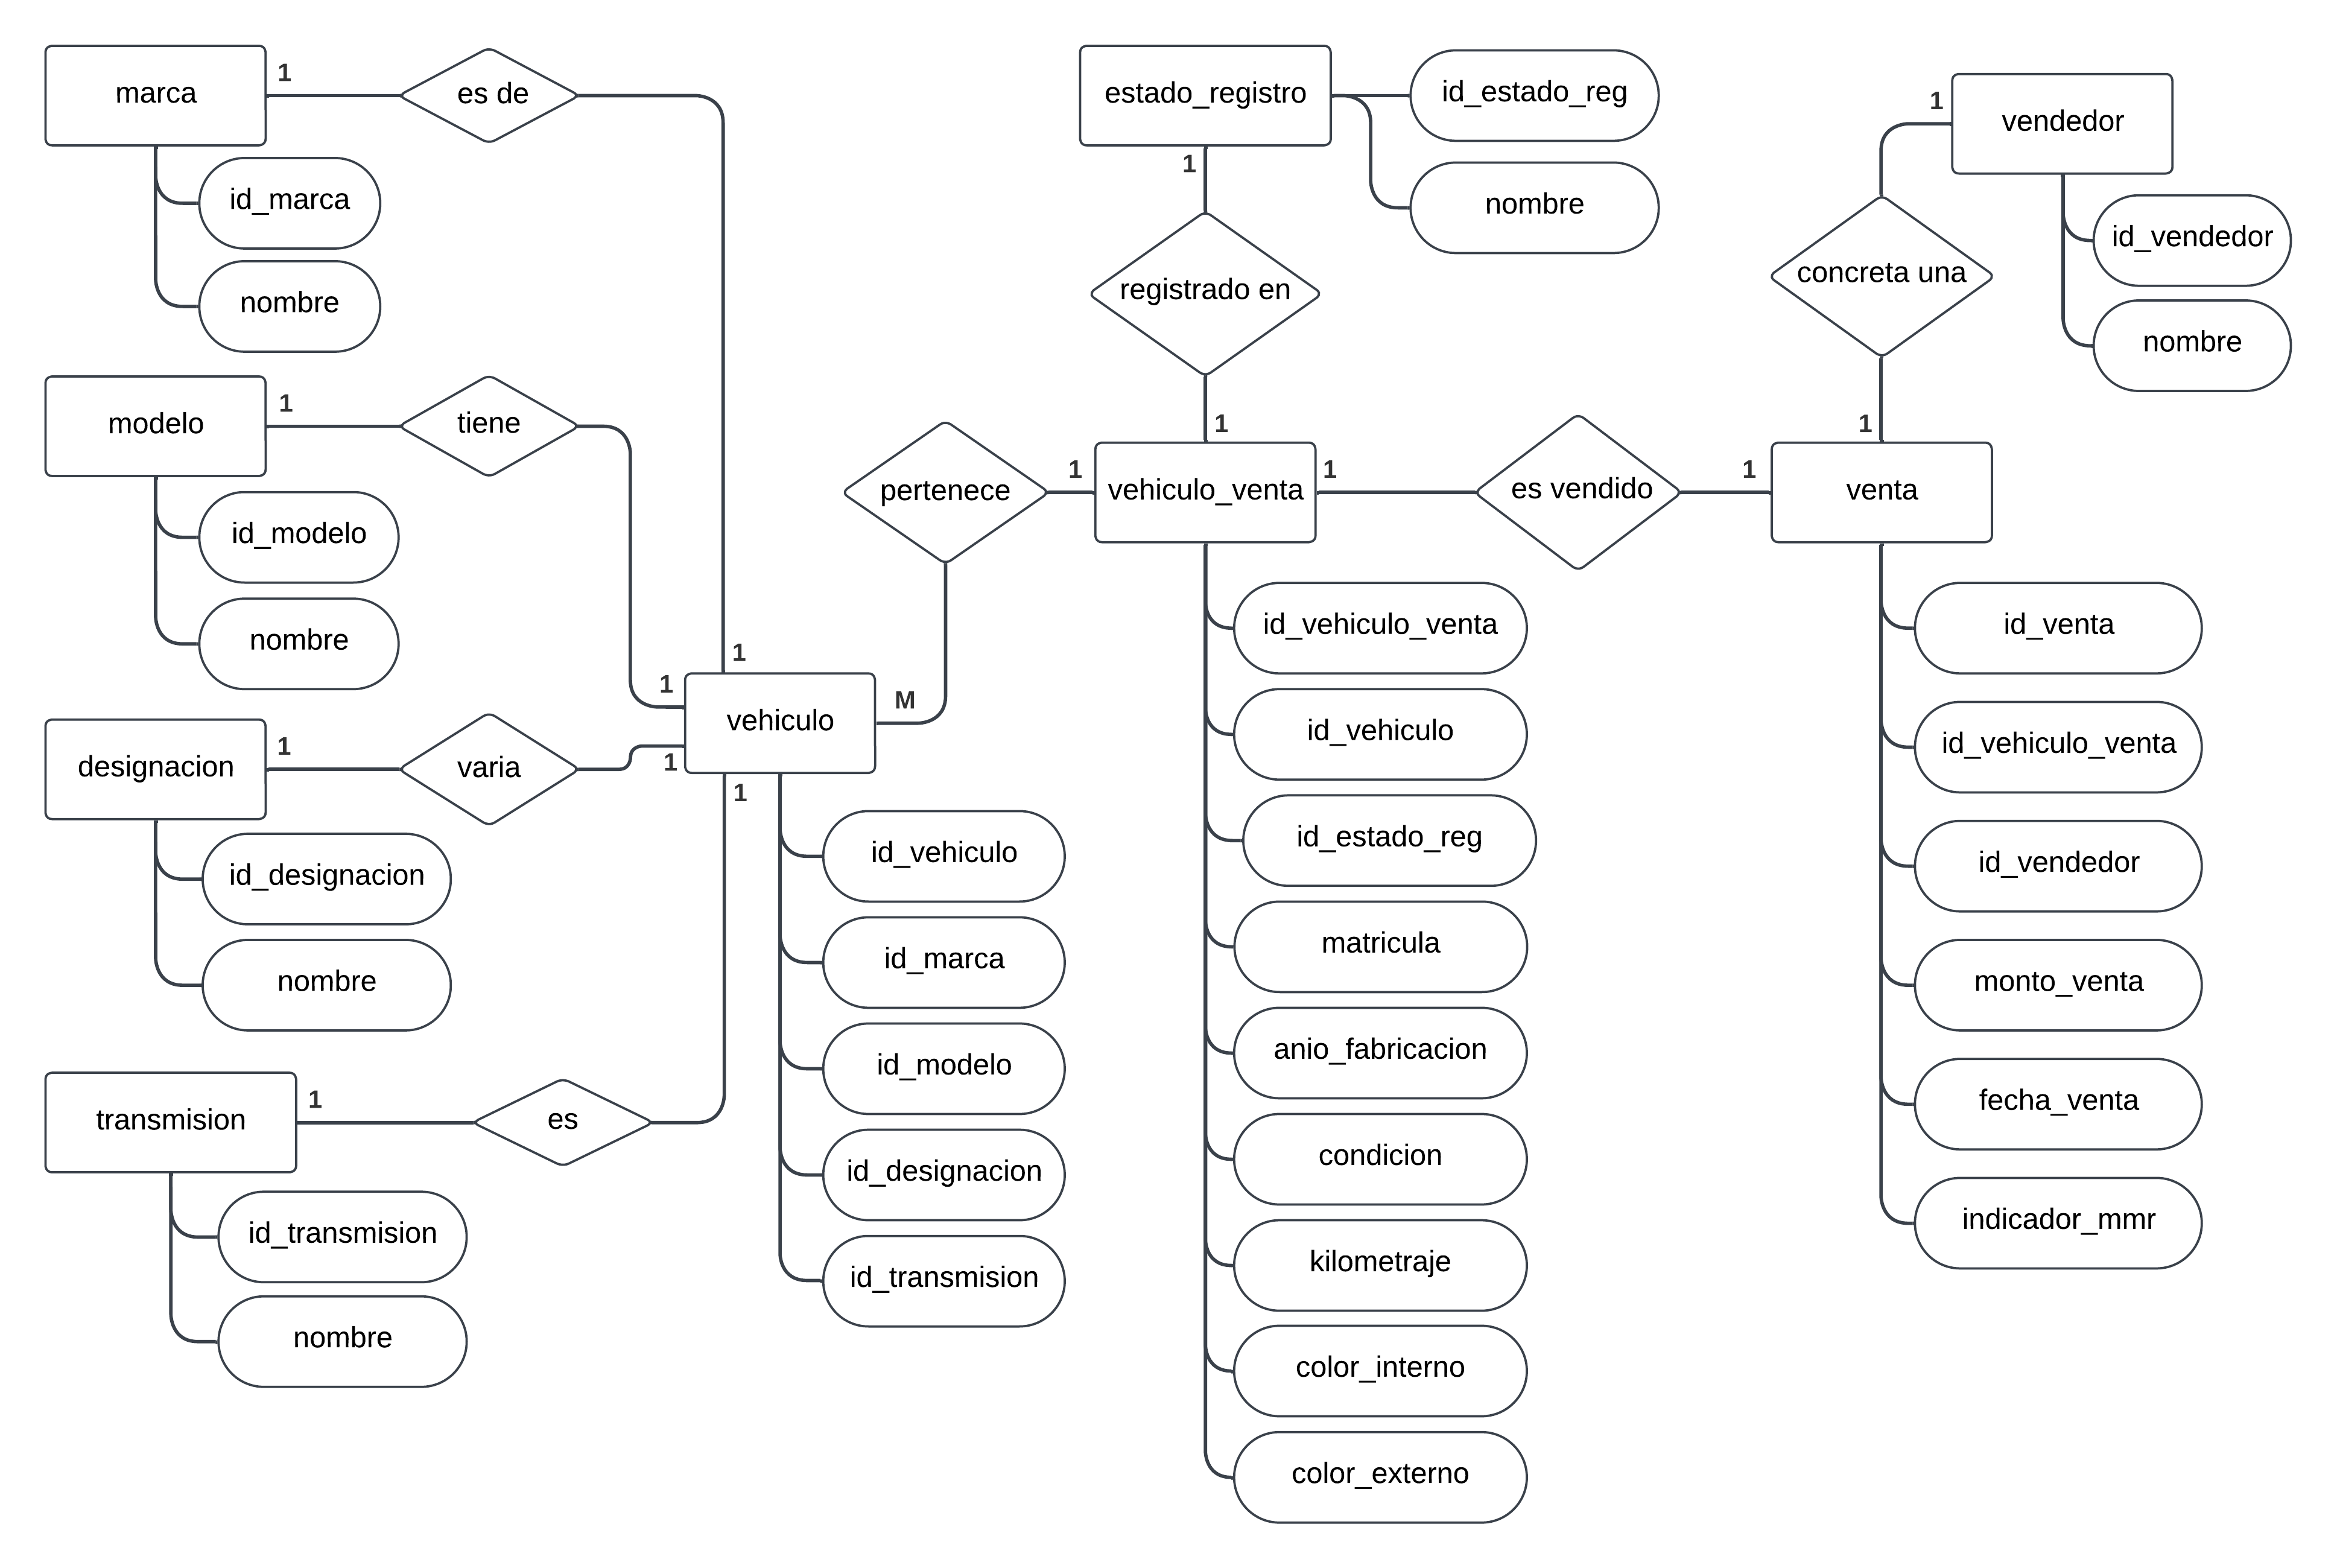 marca
1
es de
id_marca
nombre
modelo
1
tiene
id_modelo
nombre
designacion
1
varia
id_designacion
nombre
transmision
1
es
id_transmision
nombre
1
1
1
1
vehiculo
M
id_vehiculo
id_marca
id_modelo
id_designacion
id_transmision
pertenece
1
estado_registro
id_estado_reg
nombre
1
registrado en
1
vehiculo_venta
1
id_vehiculo_venta
id_vehiculo
id_estado_reg
matricula
anio_fabricacion
condicion
kilometraje
color_interno
color_externo
es vendido
1
vendedor
1
id_vendedor
nombre
concreta una
1
venta
id_venta
id_vehiculo_venta
id_vendedor
monto_venta
fecha_venta
indicador_mmr